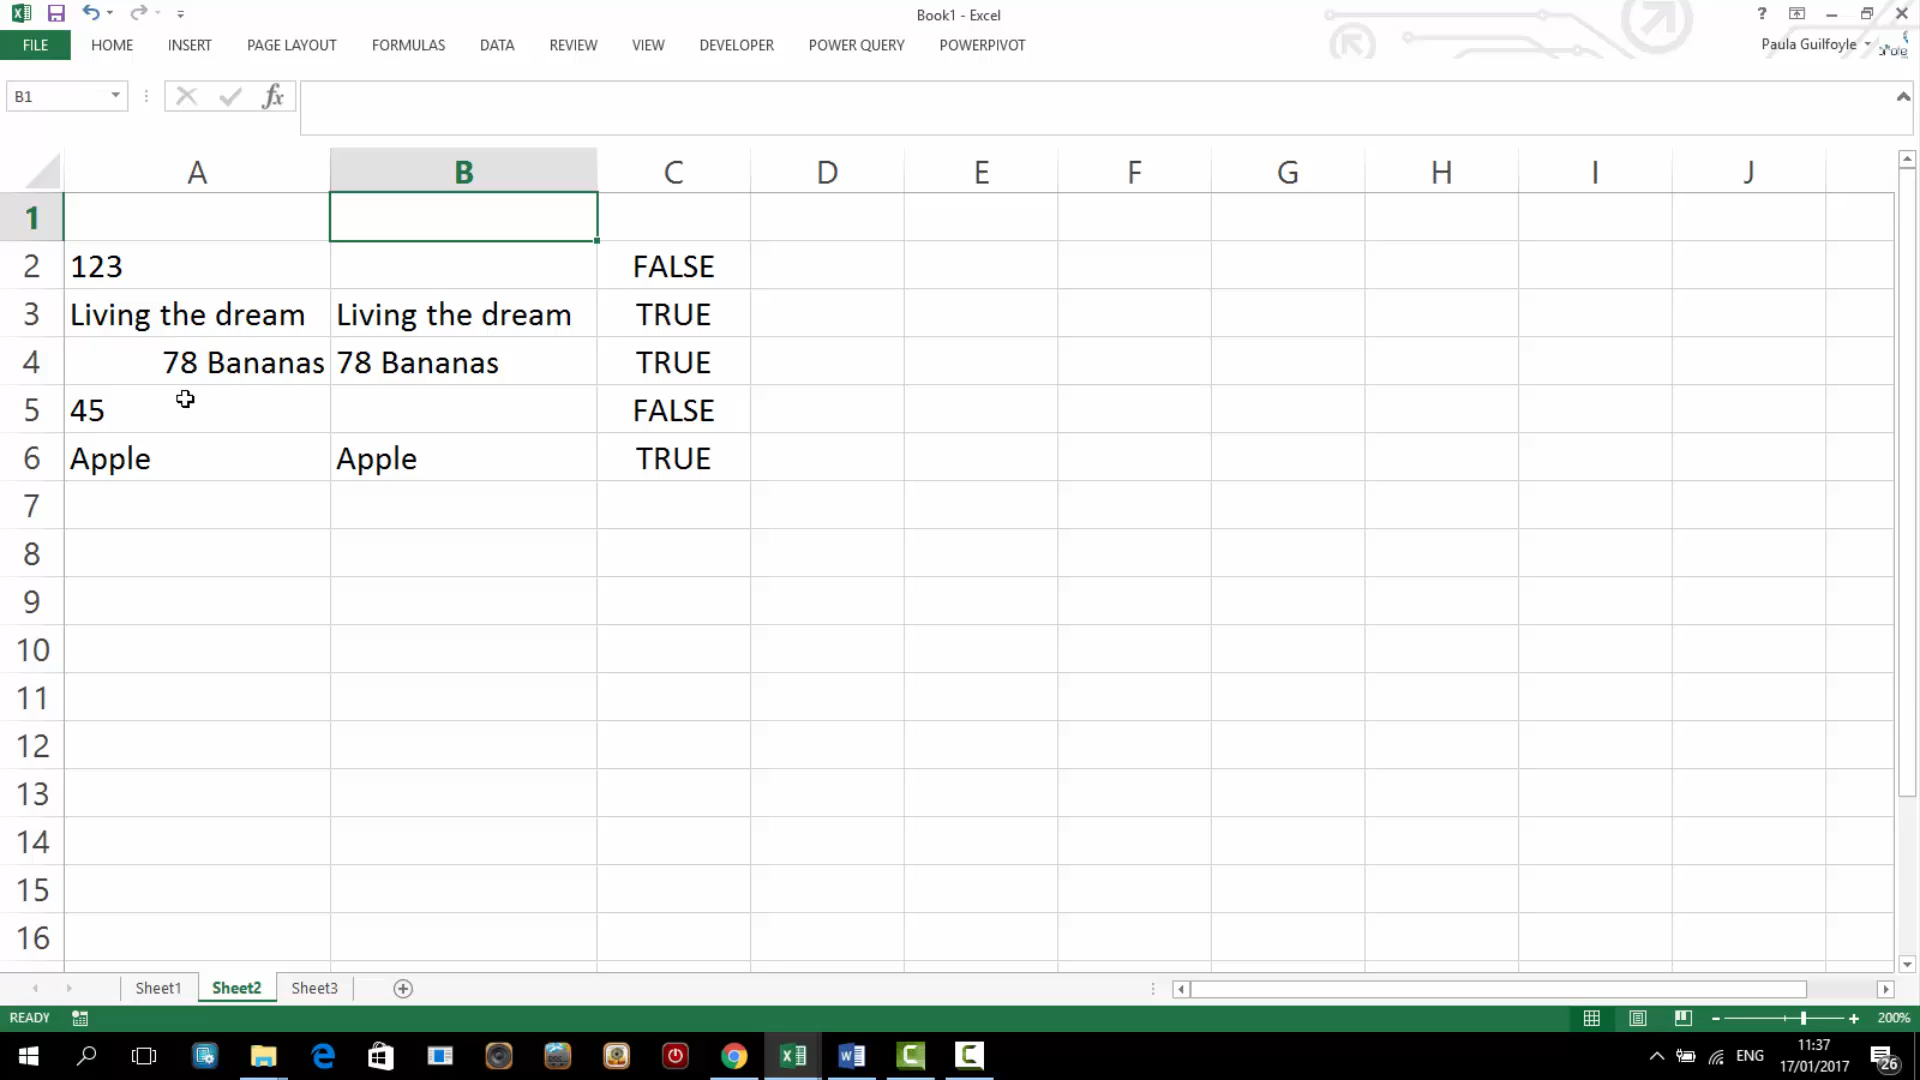 Book1 - Excel
?
FILE HOME INSERT PAGE LAYOUT FORMULAS DATA REVIEW VIEW DEVELOPER POWER QUERY POWERPIVOT
Paula Guilfoyle
B1 fx
A B C D E F G H I J
1
2 123 FALSE
3 Living the dream Living the dream TRUE
4 78 Bananas 78 Bananas TRUE
5 45 FALSE
6 Apple Apple TRUE
7
8
9
10
11
12
13
14
15
16
Sheet1 Sheet2 Sheet3
READY 200%
ENG 11:37
17/01/2017 26